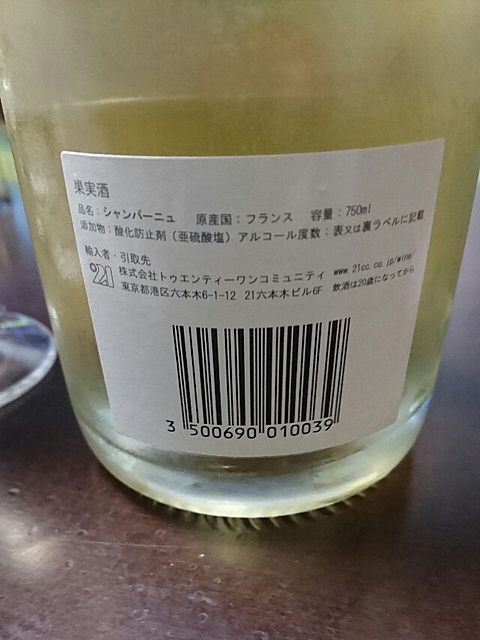 果実酒
品名：シャンパーニュ　原産国：フランス　容量：750ml
添加物：酸化防止剤（亜硫酸塩）アルコール度数：表又は裏ラベルに記載
輸入者・引取先
'21 株式会社トゥエンティーワンコミュニティ　www.21cc.co.jp/wine/
東京都港区六本木6-1-12　21六本木ビル6F　飲酒は20歳になってから
3 500690 010039